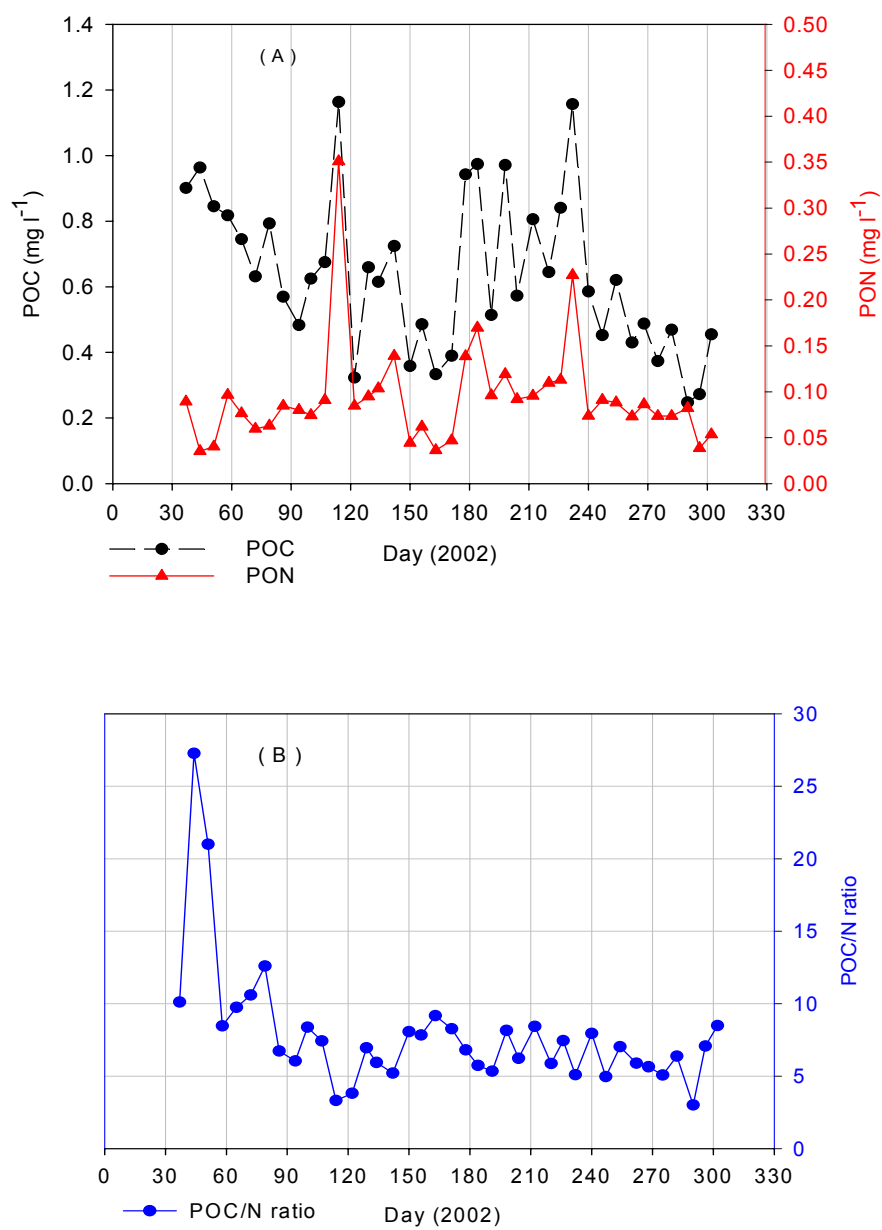 1.4
1.2
1.0
0.8
0.6
0.4
0.2
0.0
POC (mg l-1)
( A )
0.50
0.45
0.40
0.35
0.30
0.25
0.20
0.15
0.10
0.05
0.00
PON (mg l-1)
0 30 60 90 120 150 180 210 240 270 300 330
Day (2002)
POC
PON
( B )
30
25
20
15
10
5
0
POC/N ratio
0 30 60 90 120 150 180 210 240 270 300 330
Day (2002)
POC/N ratio